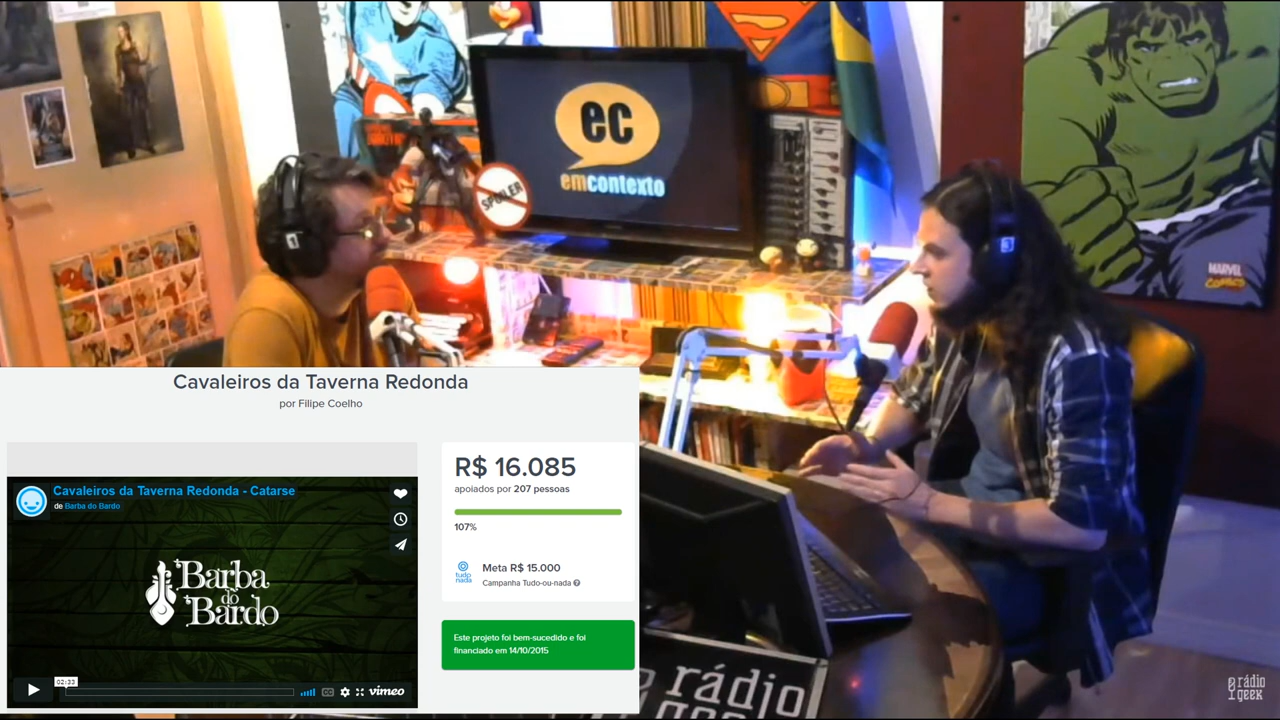 ec
emcontexto
SPOILER
MARVEL
COMICS
Cavaleiros da Taverna Redonda
por Filipe Coelho
Cavaleiros da Taverna Redonda - Catarse
de Barba do Bardo
Barba
do
Bardo
02:33
CC
vimeo
R$ 16.085
apoiados por 207 pessoas
107%
tudo
nada
Meta R$ 15.000
Campanha Tudo-ou-nada ?
Este projeto foi bem-sucedido e foi
financiado em 14/10/2015
rádio
geek
rádio
geek